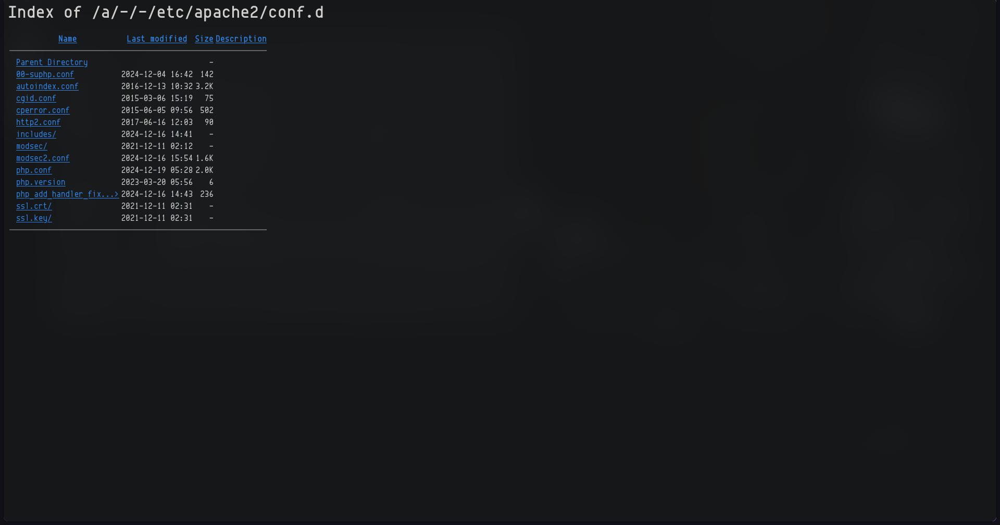 Index of /a/-/-/etc/apache2/conf.d
Name Last modified Size Description
Parent Directory -
00-suphp.conf 2024-12-04 16:42 142
autoindex.conf 2016-12-13 10:32 3.2K
cgid.conf 2015-03-06 15:19 75
cperror.conf 2015-06-05 09:56 502
http2.conf 2017-06-16 12:03 90
includes/ 2024-12-16 14:41 -
modsec/ 2021-12-11 02:12 -
modsec2.conf 2024-12-16 15:54 1.6K
php.conf 2024-12-19 05:28 2.0K
php.version 2023-03-20 05:56 6
php_add_handler_fix...> 2024-12-16 14:43 236
ssl.crt/ 2021-12-11 02:31 -
ssl.key/ 2021-12-11 02:31 -